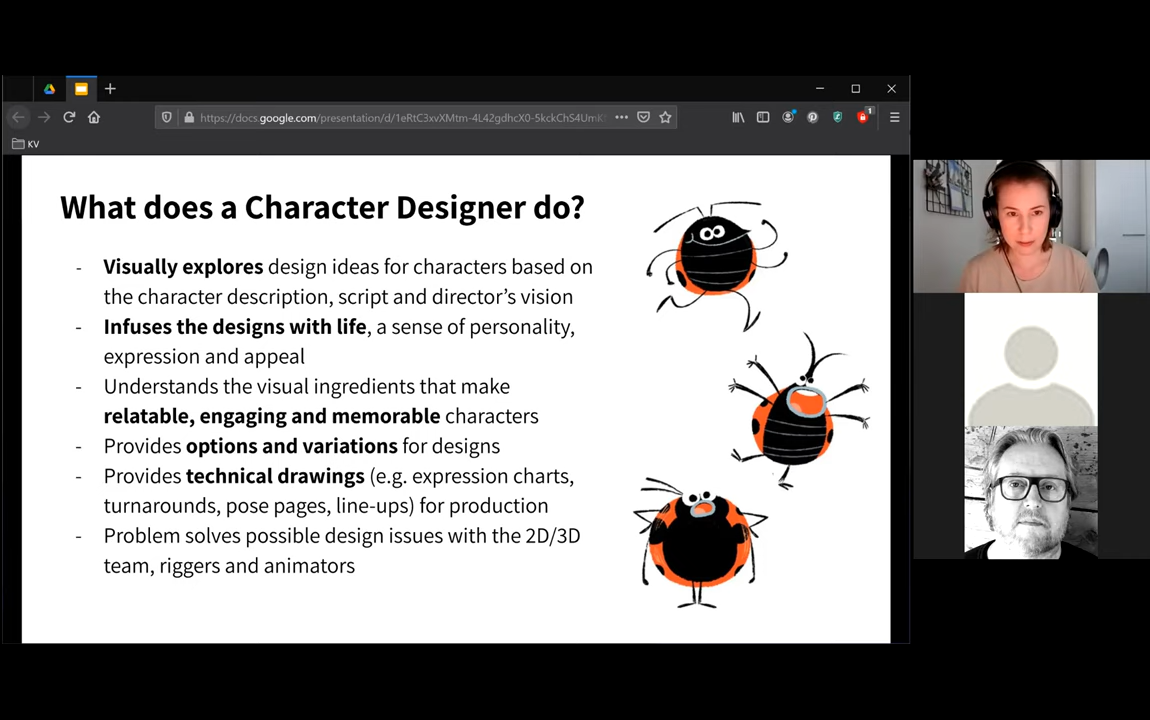 https://docs.google.com/presentation/d/1eRtC3xvXMtm-4L42gdhcX0-5kckChS4UmK
1
KV
What does a Character Designer do?
- Visually explores design ideas for characters based on
the character description, script and director’s vision
- Infuses the designs with life, a sense of personality,
expression and appeal
- Understands the visual ingredients that make
relatable, engaging and memorable characters
- Provides options and variations for designs
- Provides technical drawings (e.g. expression charts,
turnarounds, pose pages, line-ups) for production
- Problem solves possible design issues with the 2D/3D
team, riggers and animators